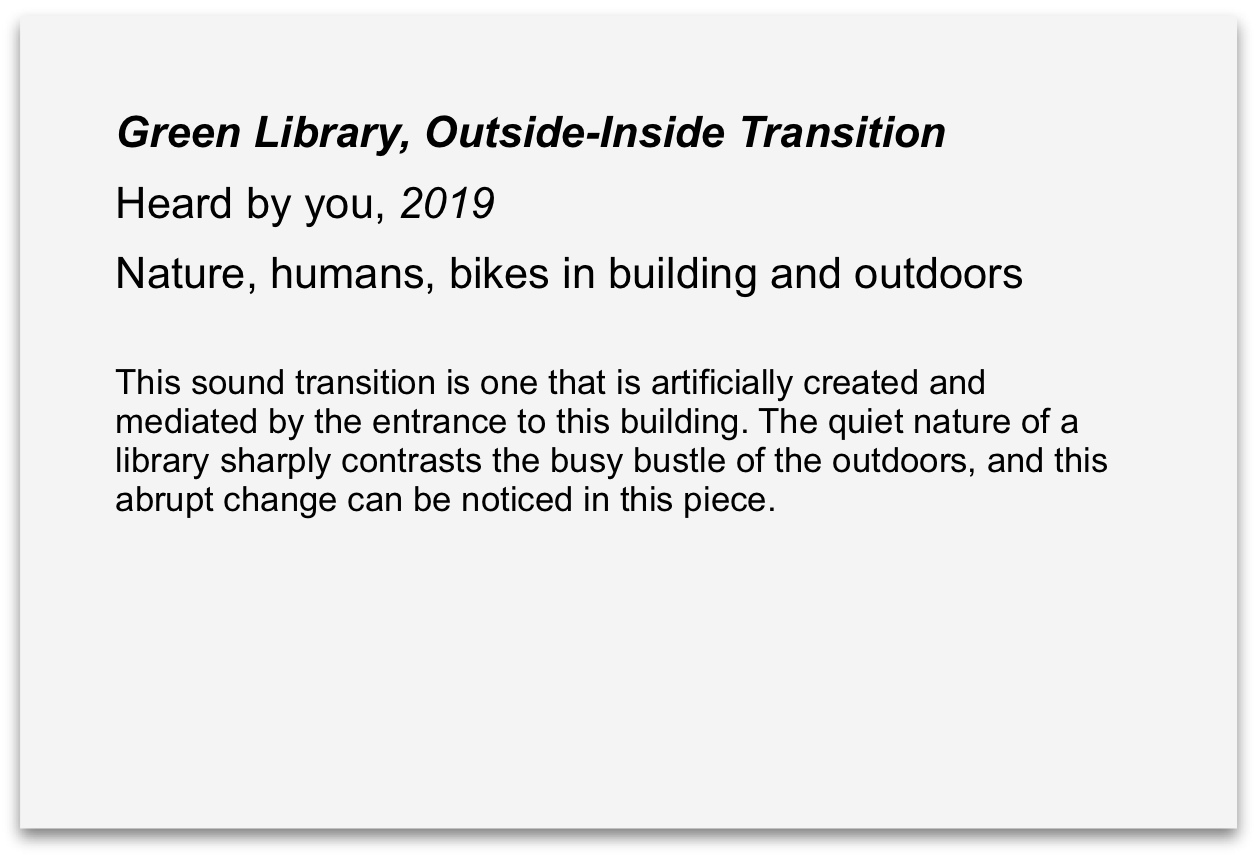 Green Library, Outside-Inside Transition
Heard by you, 2019
Nature, humans, bikes in building and outdoors
This sound transition is one that is artificially created and
mediated by the entrance to this building. The quiet nature of a
library sharply contrasts the busy bustle of the outdoors, and this
abrupt change can be noticed in this piece.